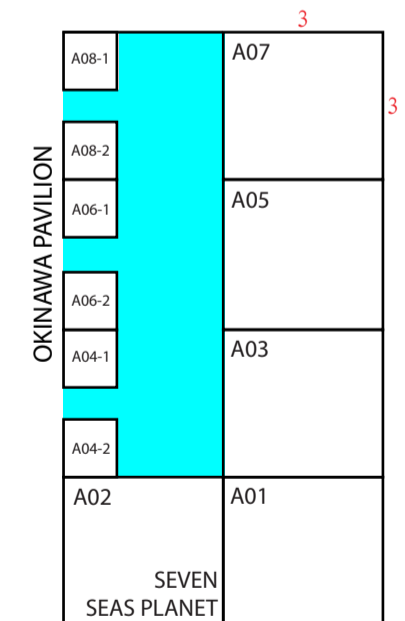 3
A08-1
A07
3
A08-2
OKINAWA PAVILION
A06-1
A05
A06-2
A04-1
A03
A04-2
A02
A01
SEVEN
SEAS PLANET